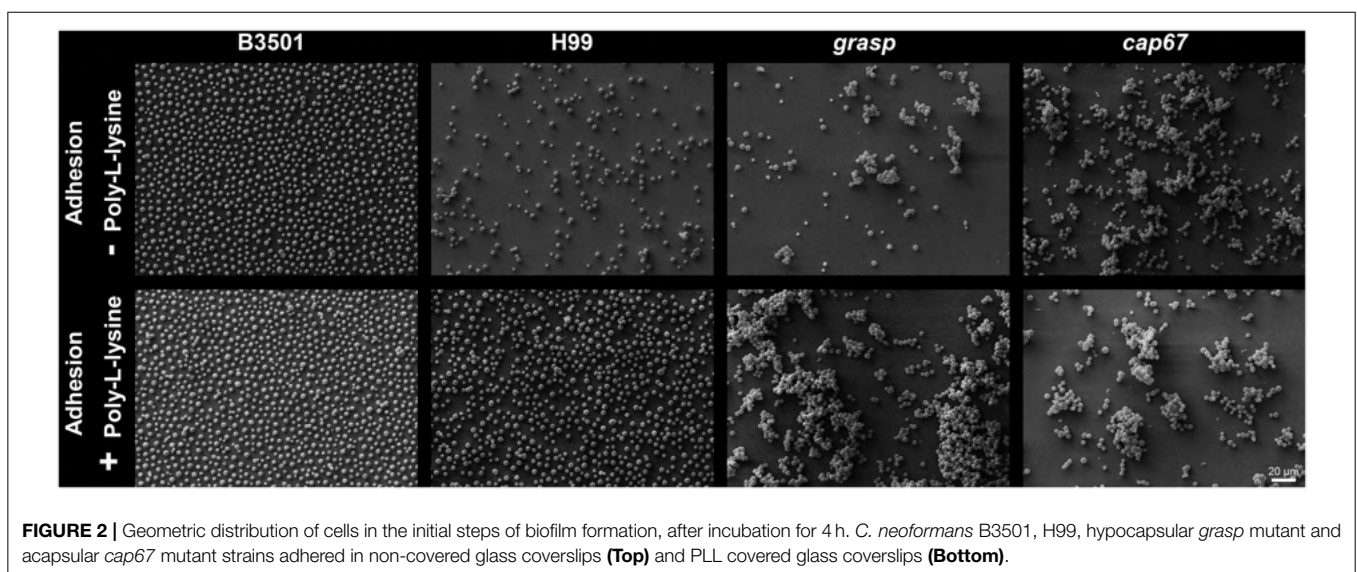 B3501 H99 grasp cap67
Adhesion
- Poly-L-lysine
Adhesion
+ Poly-L-lysine
20 µm
FIGURE 2 | Geometric distribution of cells in the initial steps of biofilm formation, after incubation for 4 h. C. neoformans B3501, H99, hypocapsular grasp mutant and
acapsular cap67 mutant strains adhered in non-covered glass coverslips (Top) and PLL covered glass coverslips (Bottom).